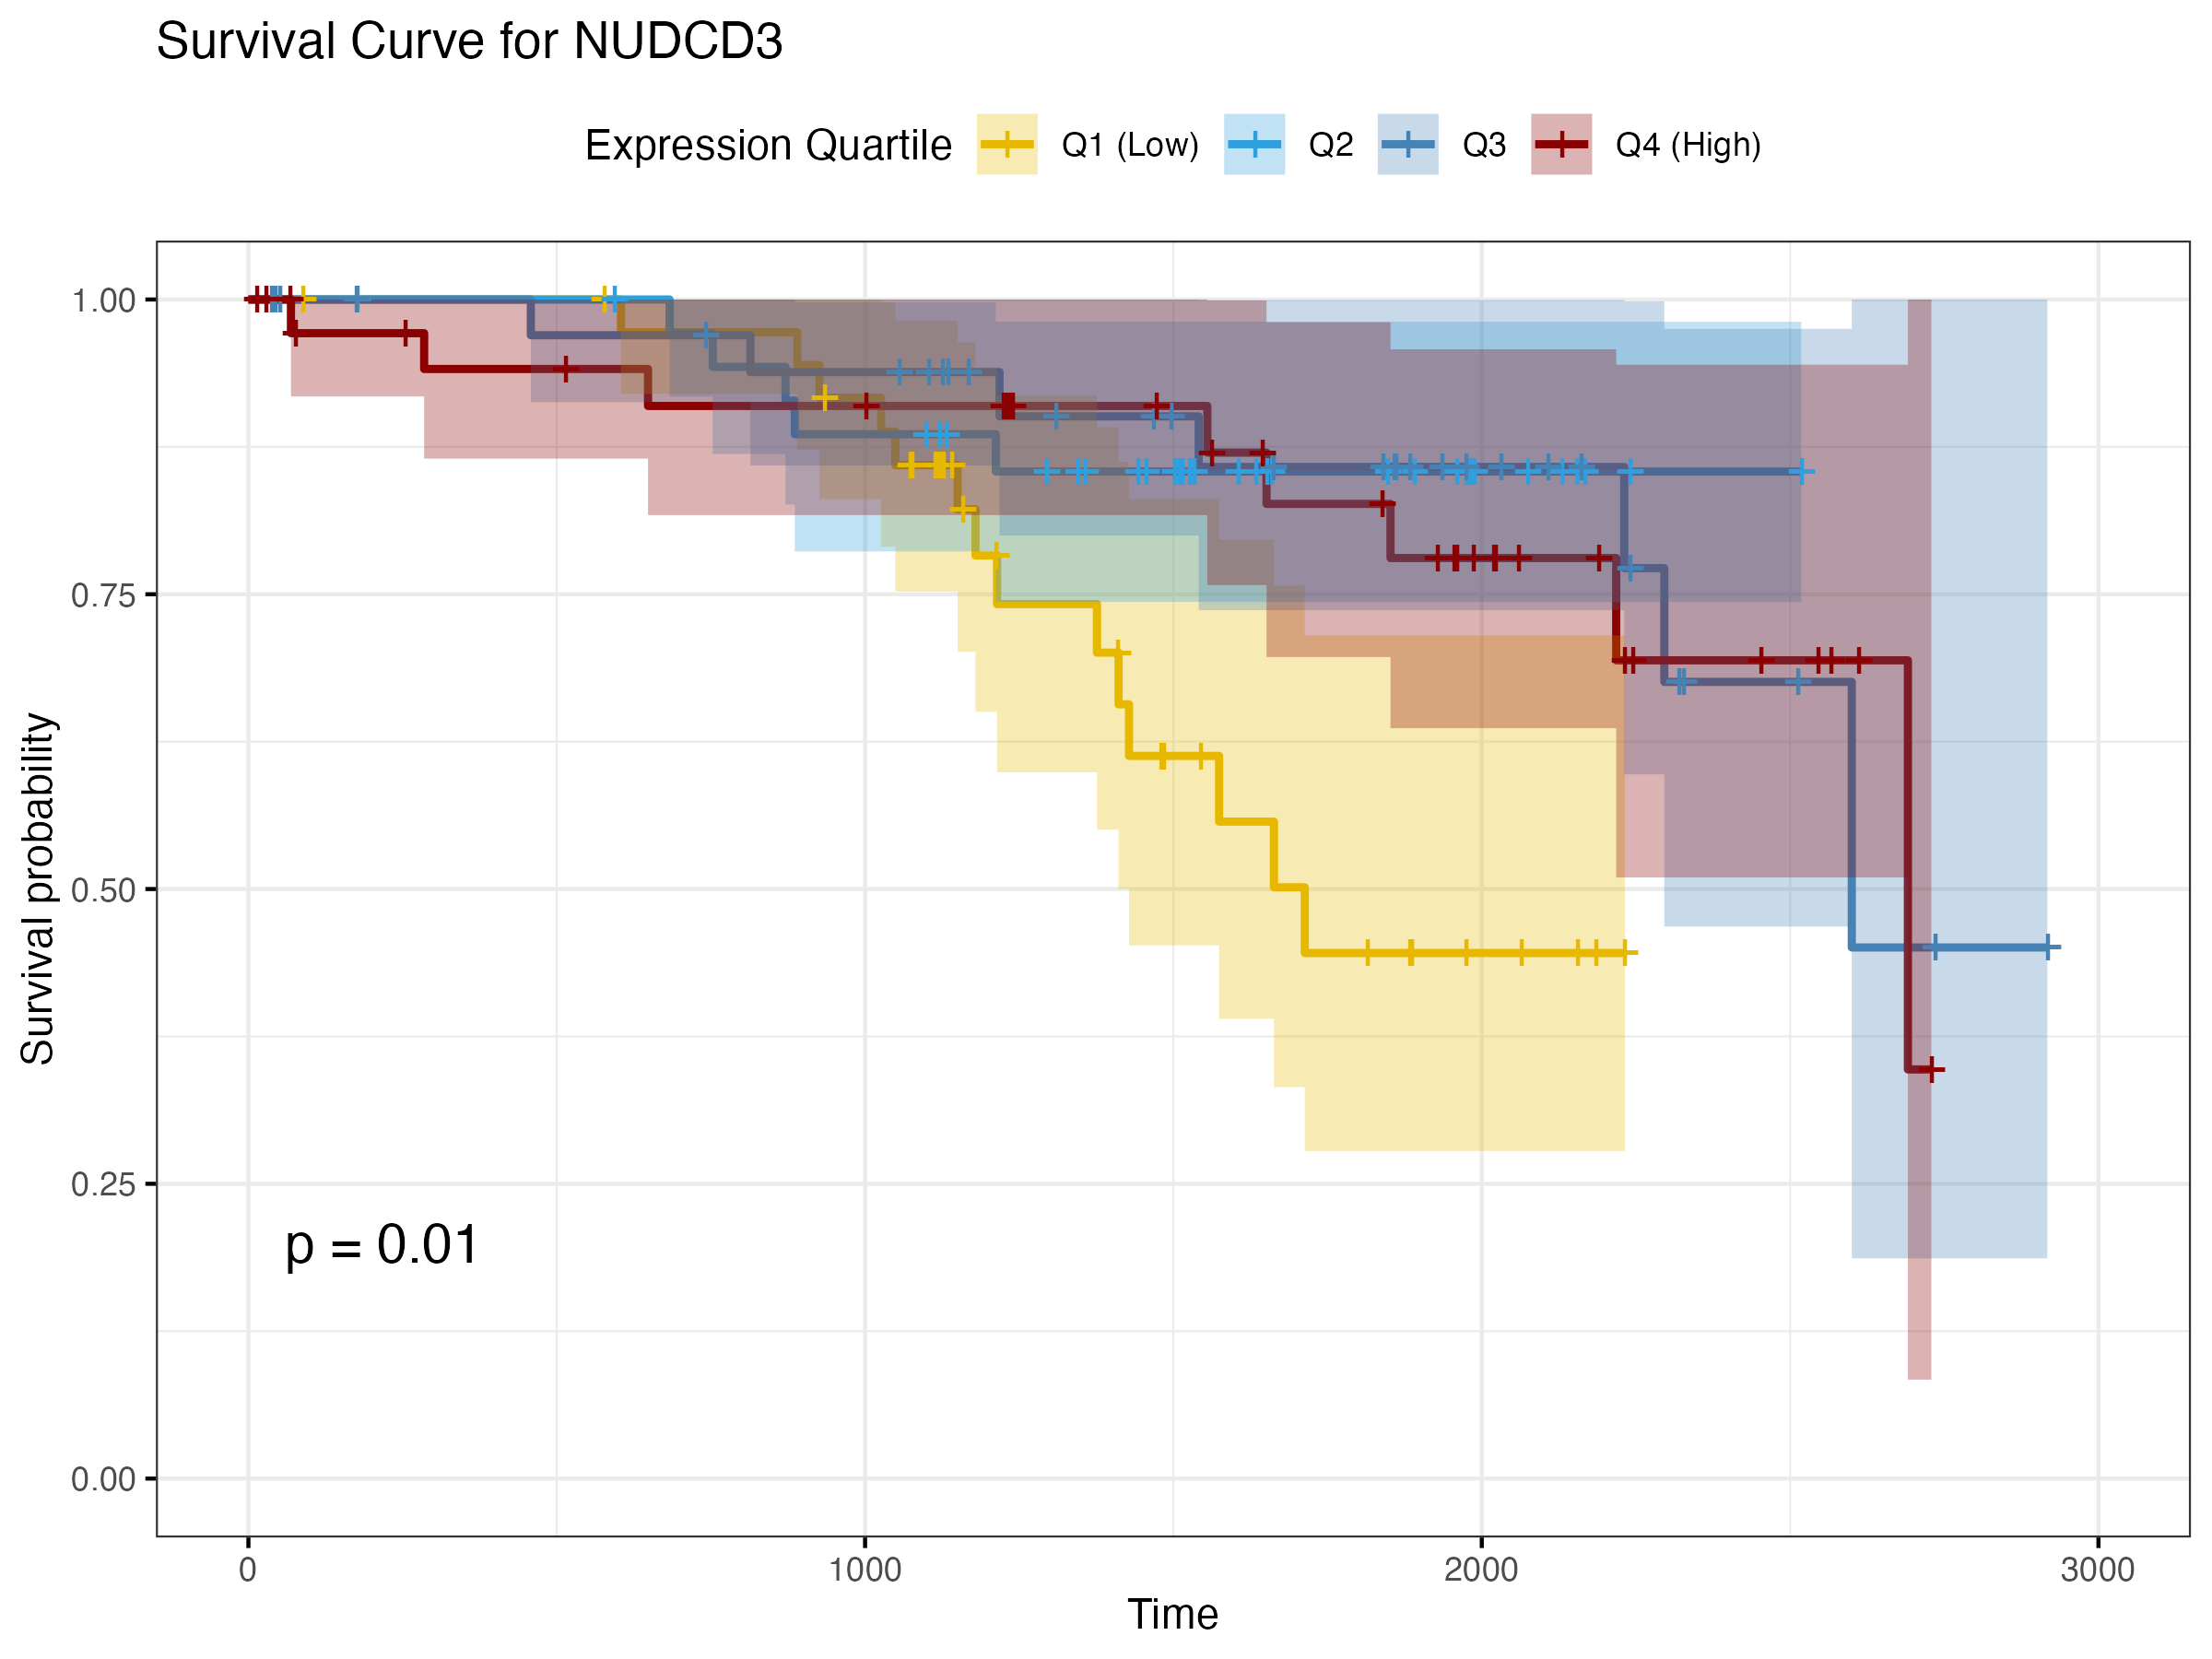 Survival Curve for NUDCD3
Expression Quartile Q1 (Low) Q2 Q3 Q4 (High)
1.00
0.75
0.50
0.25
0.00
Survival probability
p = 0.01
0 1000 2000 3000
Time